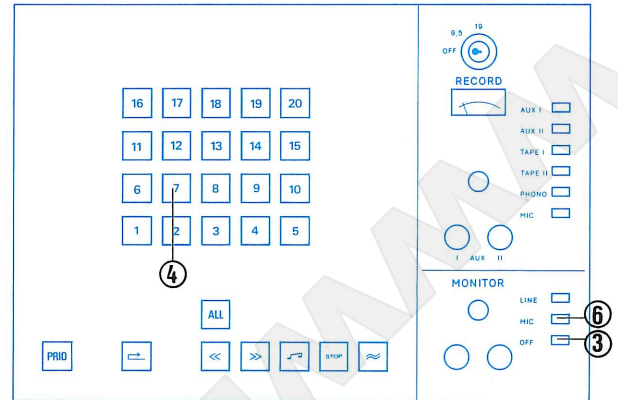 19
9,5
OFF
RECORD
16 17 18 19 20
AUX I
11 12 13 14 15
AUX II
TAPE I
6 7 8 9 10
TAPE II
PHONO
MIC
1 2 3 4 5
I AUX II
4
MONITOR
LINE
ALL
MIC 6
OFF 3
PRIO << >> STOP